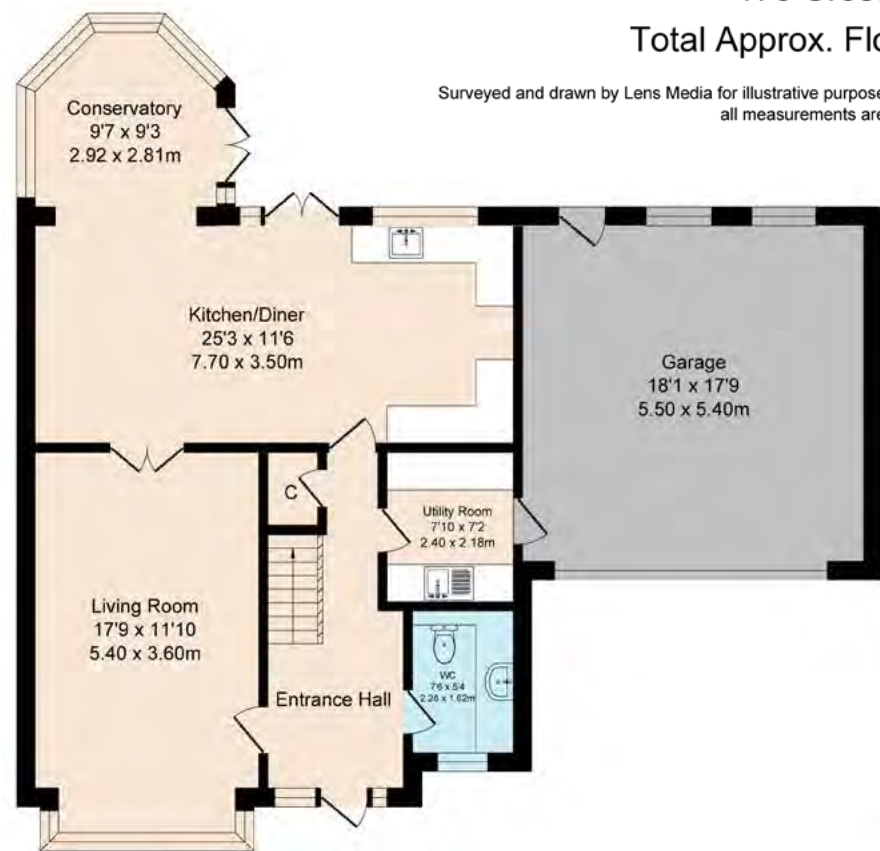 Total Approx. Flo
Surveyed and drawn by Lens Media for illustrative purpose
all measurements are
Conservatory
9'7 x 9'3
2.92 x 2.81m
Kitchen/Diner
25'3 x 11'6
7.70 x 3.50m
Garage
18'1 x 17'9
5.50 x 5.40m
C
Utility Room
7'10 x 7'2
2.40 x 2.18m
Living Room
17'9 x 11'10
5.40 x 3.60m
Entrance Hall
WC
7'6 x 5'4
2.28 x 1.62m